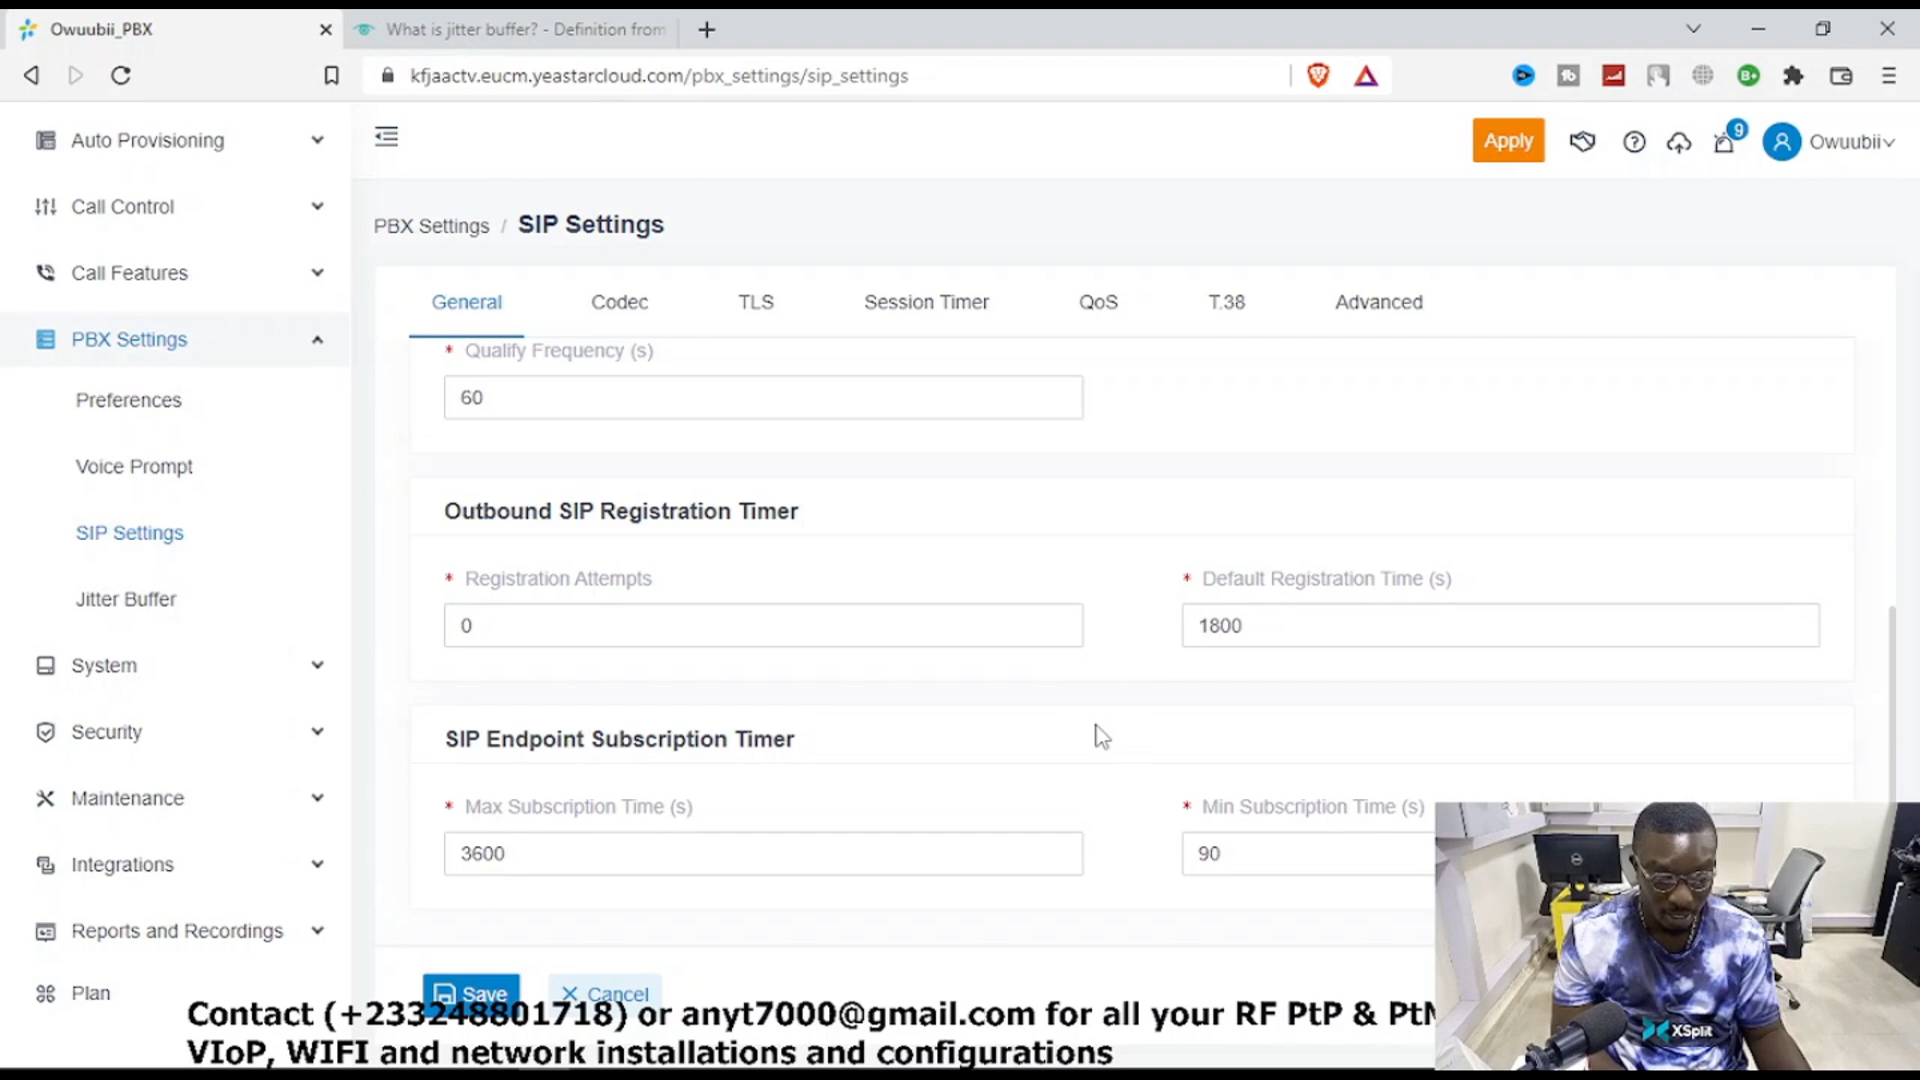 Owuubii_PBX
What is jitter buffer? - Definition from
kfjaactv.eucm.yeastarcloud.com/pbx_settings/sip_settings
Auto Provisioning
Call Control
Call Features
PBX Settings
Preferences
Voice Prompt
SIP Settings
Jitter Buffer
System
Security
Maintenance
Integrations
Reports and Recordings
Plan
Apply
9
Owuubii
PBX Settings / SIP Settings
General Codec TLS Session Timer QoS T.38 Advanced
* Qualify Frequency (s)
60
Outbound SIP Registration Timer
* Registration Attempts * Default Registration Time (s)
0 1800
SIP Endpoint Subscription Timer
* Max Subscription Time (s) * Min Subscription Time (s)
3600 90
Save Cancel
Contact (+233248801718) or anyt7000@gmail.com for all your RF PtP & Pt
VIoP, WIFI and network installations and configurations
XSplit